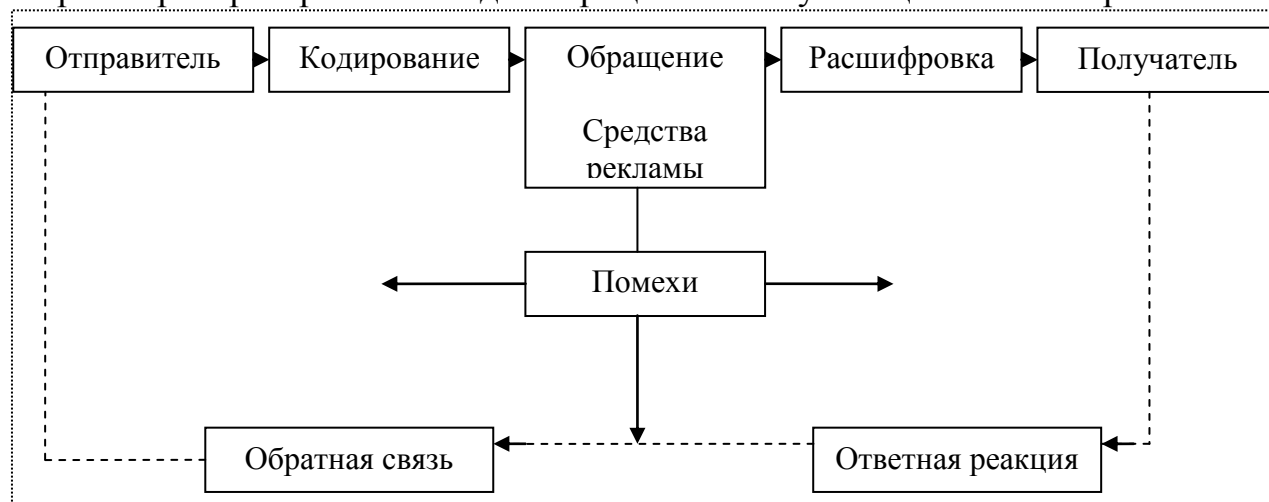 Отправитель
Кодирование
Обращение
Средства
рекламы
Расшифровка
Получатель
Помехи
Обратная связь
Ответная реакция